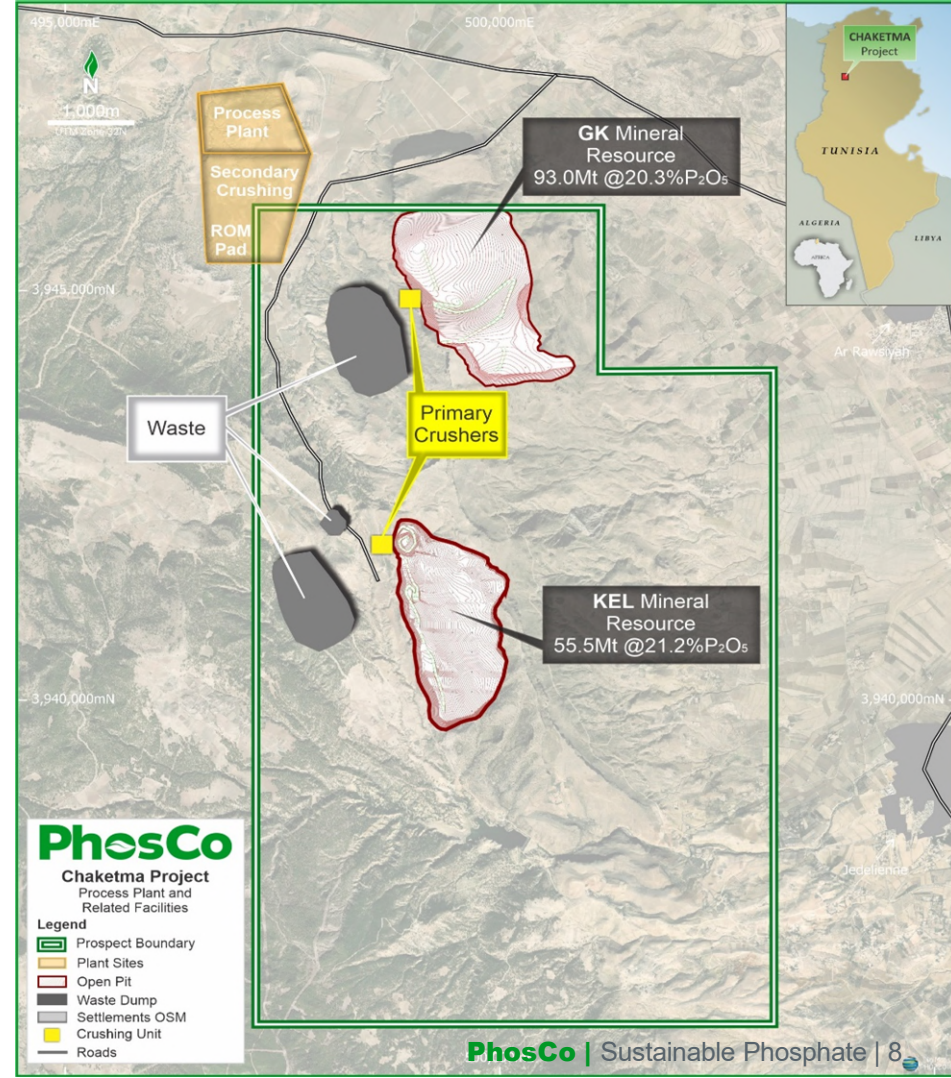 495,000mE
500,000mE
N
1,000m
UTM Zone 32N
Process
Plant
Secondary
Crushing
ROM
Pad
GK Mineral
Resource
93.0Mt @20.3%P₂O₅
CHAKETMA
Project
TUNISIA
ALGERIA
LIBYA
AFRICA
3,945,000mN
Ar Rawsiyah
Waste
Primary
Crushers
KEL Mineral
Resource
55.5Mt @21.2%P₂O₅
3,940,000mN
3,940,000mN
Jedelienne
PhosCo
Chaketma Project
Process Plant and
Related Facilities
Legend
Prospect Boundary
Plant Sites
Open Pit
Waste Dump
Settlements OSM
Crushing Unit
Roads
PhosCo | Sustainable Phosphate | 8